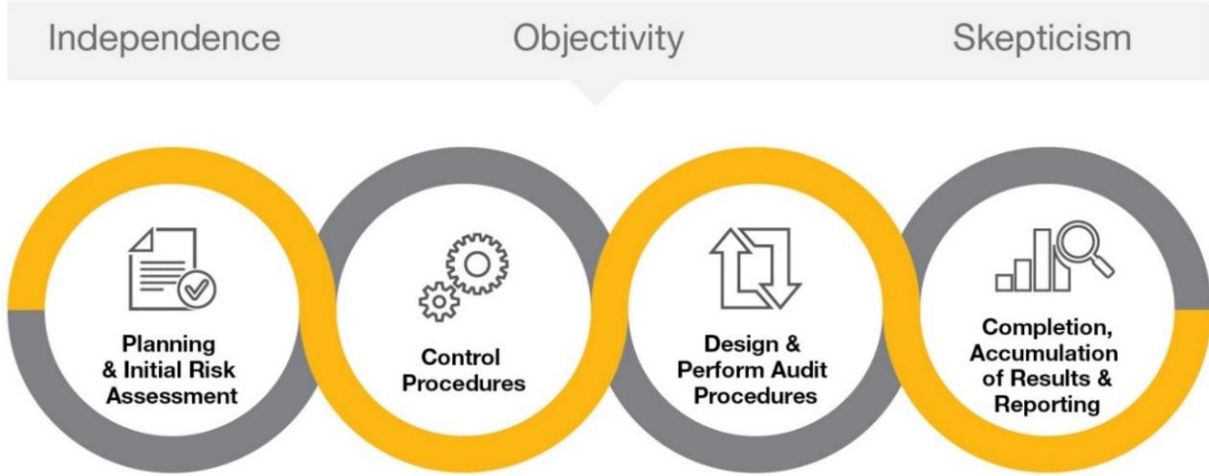 Independence
Objectivity
Skepticism
Planning
& Initial Risk
Assessment
Control
Procedures
Design &
Perform Audit
Procedures
Completion,
Accumulation
of Results &
Reporting